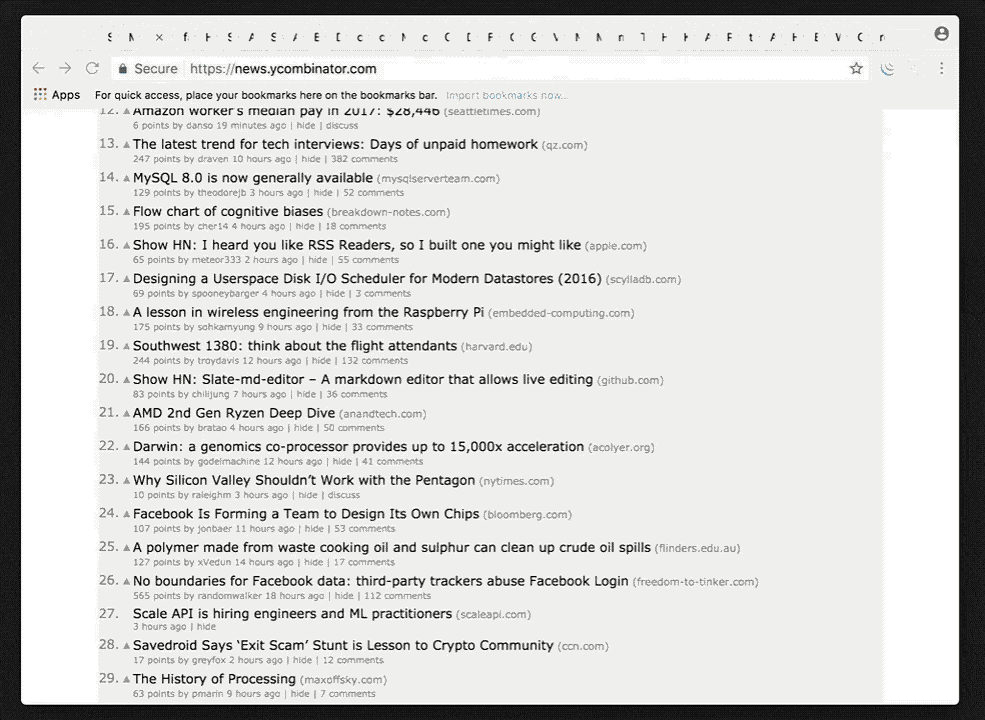 Secure | https://news.ycombinator.com
Apps For quick access, place your bookmarks here on the bookmarks bar. Import bookmarks now...
12. Amazon worker's median pay in 2017: $28,446 (seattletimes.com)
6 points by danso 19 minutes ago | hide | discuss
13. The latest trend for tech interviews: Days of unpaid homework (qz.com)
247 points by draven 10 hours ago | hide | 382 comments
14. MySQL 8.0 is now generally available (mysqlserverteam.com)
129 points by theodorejb 3 hours ago | hide | 52 comments
15. Flow chart of cognitive biases (breakdown-notes.com)
195 points by cher14 4 hours ago | hide | 18 comments
16. Show HN: I heard you like RSS Readers, so I built one you might like (apple.com)
65 points by meteor333 2 hours ago | hide | 55 comments
17. Designing a Userspace Disk I/O Scheduler for Modern Datastores (2016) (scylladb.com)
69 points by spooneybarger 4 hours ago | hide | 3 comments
18. A lesson in wireless engineering from the Raspberry Pi (embedded-computing.com)
175 points by sohkamyung 9 hours ago | hide | 33 comments
19. Southwest 1380: think about the flight attendants (harvard.edu)
244 points by troydavis 12 hours ago | hide | 132 comments
20. Show HN: Slate-md-editor – A markdown editor that allows live editing (github.com)
83 points by chilijung 7 hours ago | hide | 36 comments
21. AMD 2nd Gen Ryzen Deep Dive (anandtech.com)
166 points by bratao 4 hours ago | hide | 50 comments
22. Darwin: a genomics co-processor provides up to 15,000x acceleration (acolyer.org)
144 points by godelmachine 12 hours ago | hide | 41 comments
23. Why Silicon Valley Shouldn't Work with the Pentagon (nytimes.com)
10 points by raleighm 3 hours ago | hide | discuss
24. Facebook Is Forming a Team to Design Its Own Chips (bloomberg.com)
107 points by jonbaer 11 hours ago | hide | 53 comments
25. A polymer made from waste cooking oil and sulphur can clean up crude oil spills (flinders.edu.au)
127 points by xVedun 14 hours ago | hide | 17 comments
26. No boundaries for Facebook data: third-party trackers abuse Facebook Login (freedom-to-tinker.com)
565 points by randomwalker 18 hours ago | hide | 112 comments
27. Scale API is hiring engineers and ML practitioners (scaleapi.com)
3 hours ago | hide
28. Savedroid Says ‘Exit Scam’ Stunt is Lesson to Crypto Community (ccn.com)
17 points by greyfox 2 hours ago | hide | 12 comments
29. The History of Processing (maxoffsky.com)
63 points by pmarin 9 hours ago | hide | 7 comments